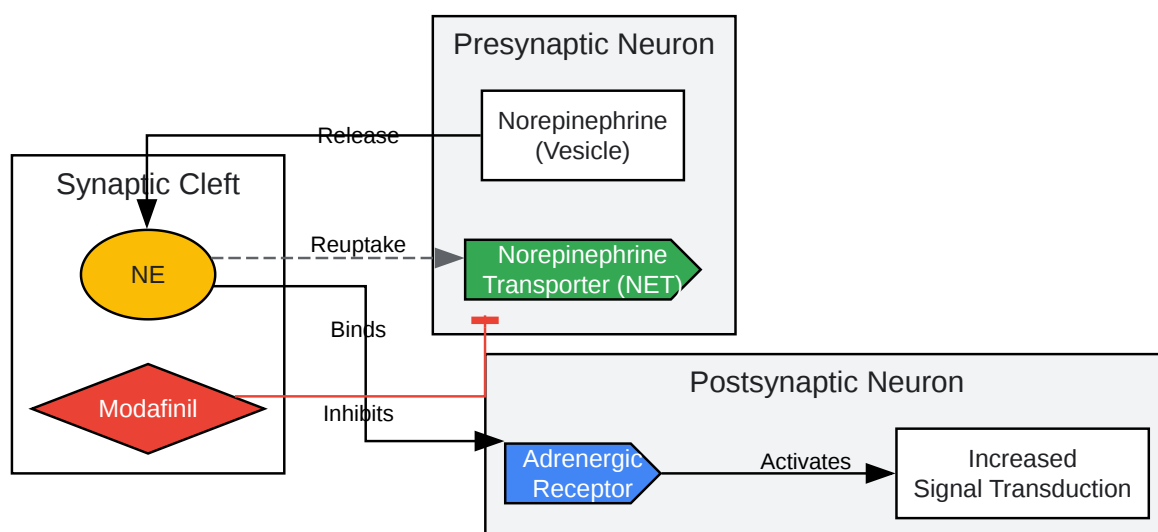 Presynaptic Neuron
Norepinephrine
(Vesicle)
Release
Synaptic Cleft
NE
Reuptake
Norepinephrine
Transporter (NET)
Binds
Modafinil
Inhibits
Postsynaptic Neuron
Adrenergic
Receptor
Activates
Increased
Signal Transduction